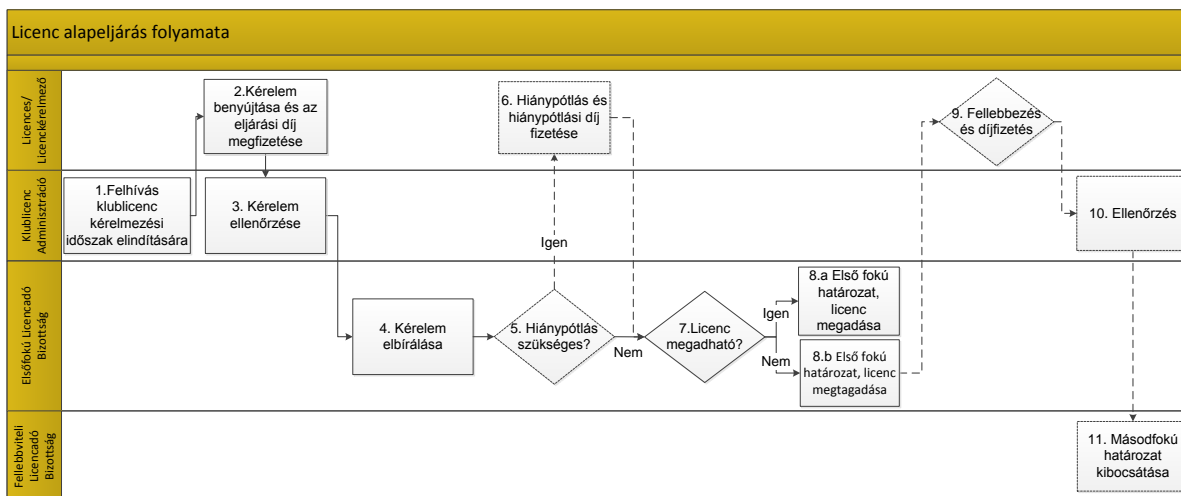 Licenc alapeljárás folyamata
Licences/
Licenckérelmező
2.Kérelem
benyújtása és az
eljárási díj
megfizetése
6. Hiánypótlás és
hiánypótlási díj
fizetése
9. Fellebbezés
és díjfizetés
Klublicenc
Adminisztráció
1.Felhívás
klublicenc
kérelmezési
időszak elindítására
3. Kérelem
ellenőrzése
Igen
10. Ellenőrzés
Elsőfokú Licencadó
Bizottság
4. Kérelem
elbírálása
5. Hiánypótlás
szükséges?
Nem
7.Licenc
megadható?
Igen
Nem
8.a Első fokú
határozat,
licenc
megadása
8.b Első fokú
határozat, licenc
megtagadása
Fellebbviteli
Licencadó
Bizottság
11. Másodfokú
határozat
kibocsátása